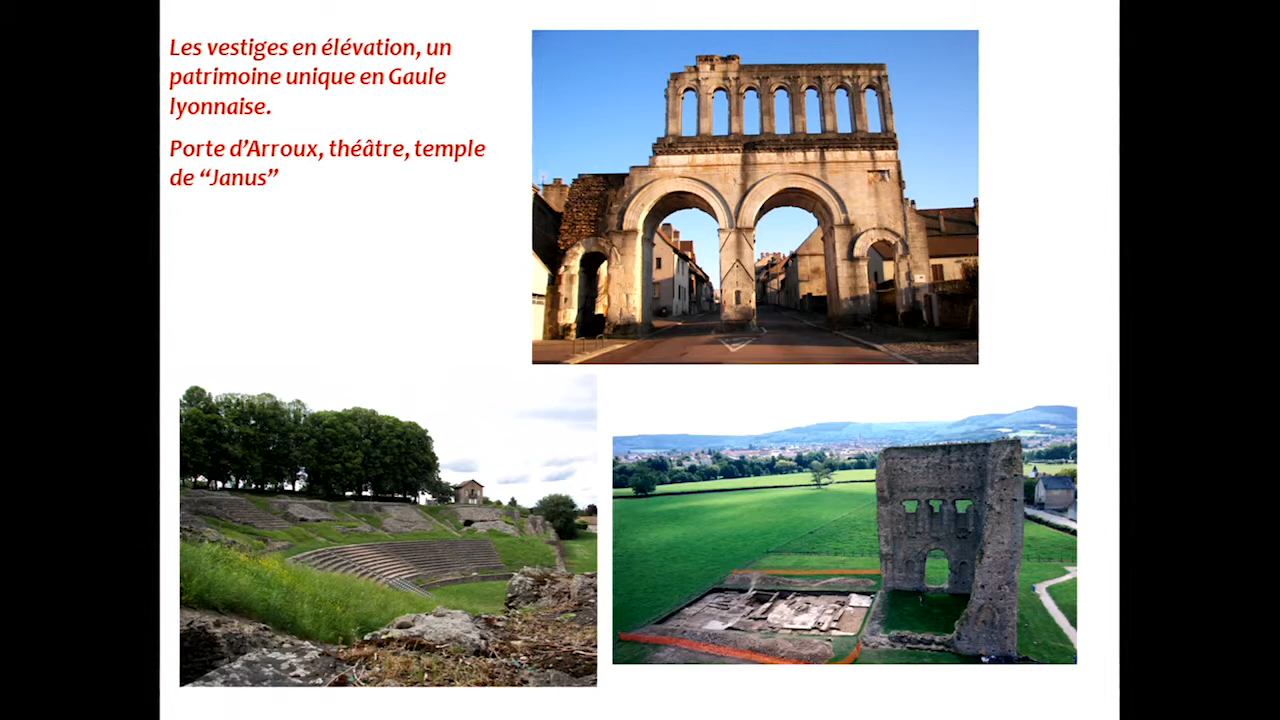 Les vestiges en élévation, un
patrimoine unique en Gaule
lyonnaise.
Porte d’Arroux, théâtre, temple
de “Janus”